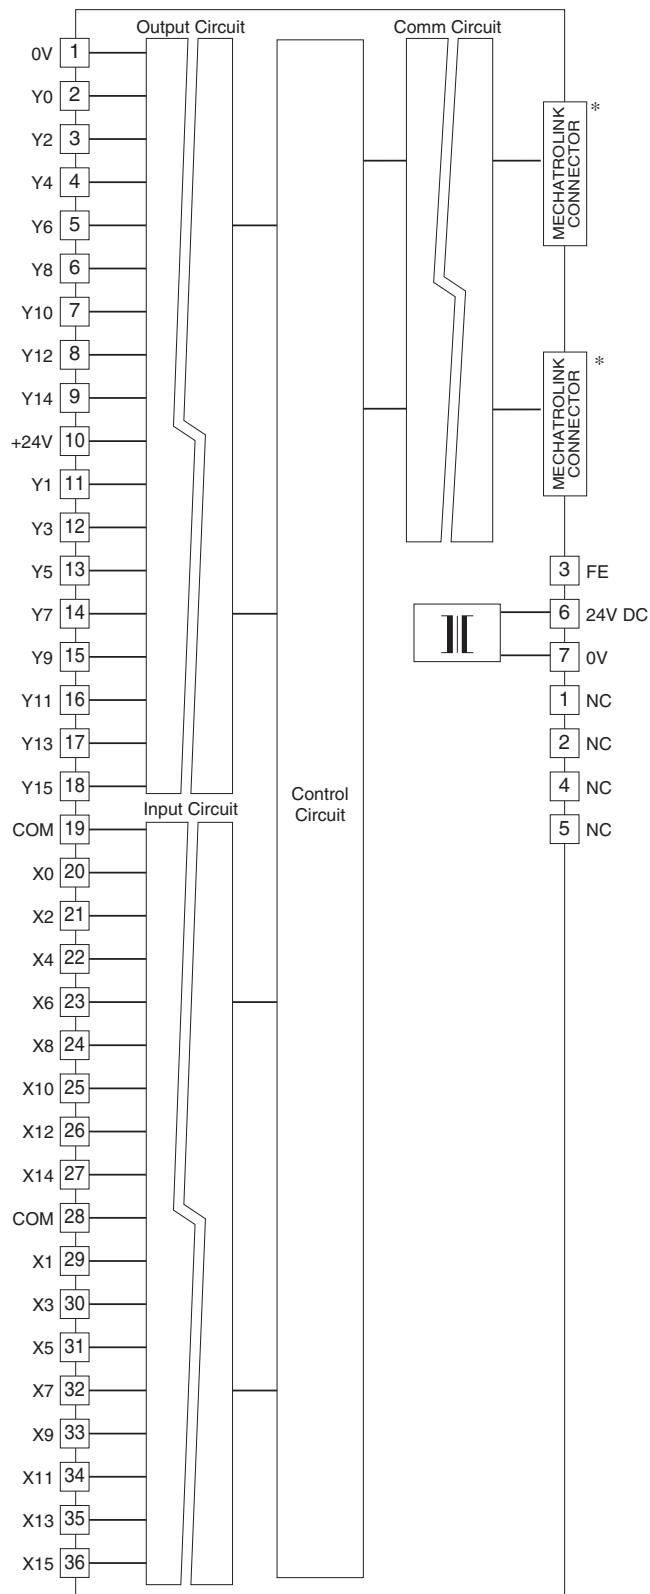 Output Circuit
Comm Circuit
0V 1
Y0 2
Y2 3
Y4 4
Y6 5
Y8 6
Y10 7
Y12 8
Y14 9
+24V 10
Y1 11
Y3 12
Y5 13
Y7 14
Y9 15
Y11 16
Y13 17
Y15 18
Input Circuit
COM 19
X0 20
X2 21
X4 22
X6 23
X8 24
X10 25
X12 26
X14 27
COM 28
X1 29
X3 30
X5 31
X7 32
X9 33
X11 34
X13 35
X15 36
Control
Circuit
MECHATROLINK
CONNECTOR
*
MECHATROLINK
CONNECTOR
*
3 FE
6 24V DC
7 0V
1 NC
2 NC
4 NC
5 NC